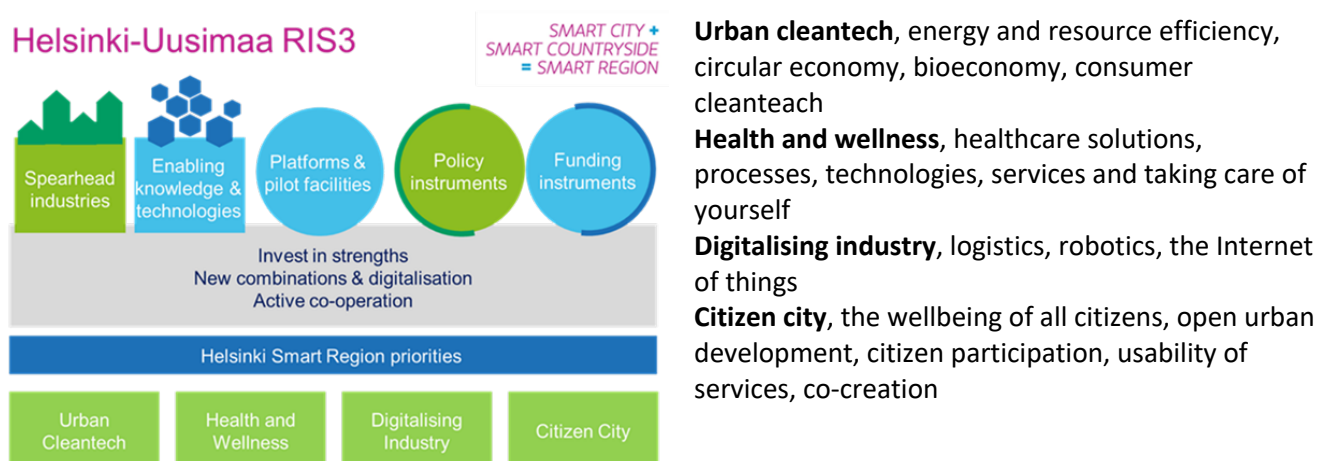 Helsinki-Uusimaa RIS3
SMART CITY +
SMART COUNTRYSIDE
= SMART REGION
Spearhead
industries
Enabling
knowledge &
technologies
Platforms &
pilot facilities
Policy
instruments
Funding
instruments
Invest in strengths
New combinations & digitalisation
Active co-operation
Helsinki Smart Region priorities
Urban
Cleantech
Health and
Wellness
Digitalising
Industry
Citizen City
Urban cleantech, energy and resource efficiency,
circular economy, bioeconomy, consumer
cleanteach
Health and wellness, healthcare solutions,
processes, technologies, services and taking care of
yourself
Digitalising industry, logistics, robotics, the Internet
of things
Citizen city, the wellbeing of all citizens, open urban
development, citizen participation, usability of
services, co-creation